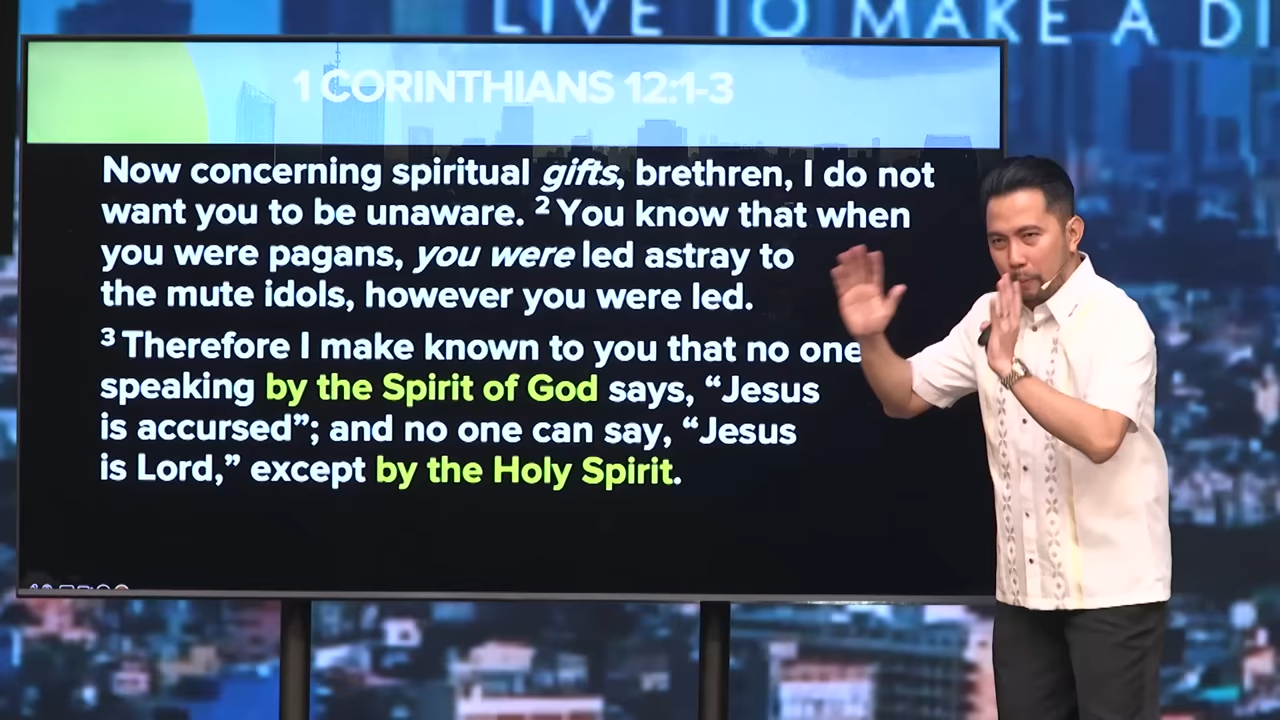 LIVE TO MAKE A DI
1 CORINTHIANS 12:1-3
Now concerning spiritual gifts, brethren, I do not
want you to be unaware. 2 You know that when
you were pagans, you were led astray to
the mute idols, however you were led.
3 Therefore I make known to you that no one
speaking by the Spirit of God says, “Jesus
is accursed”; and no one can say, “Jesus
is Lord,” except by the Holy Spirit.